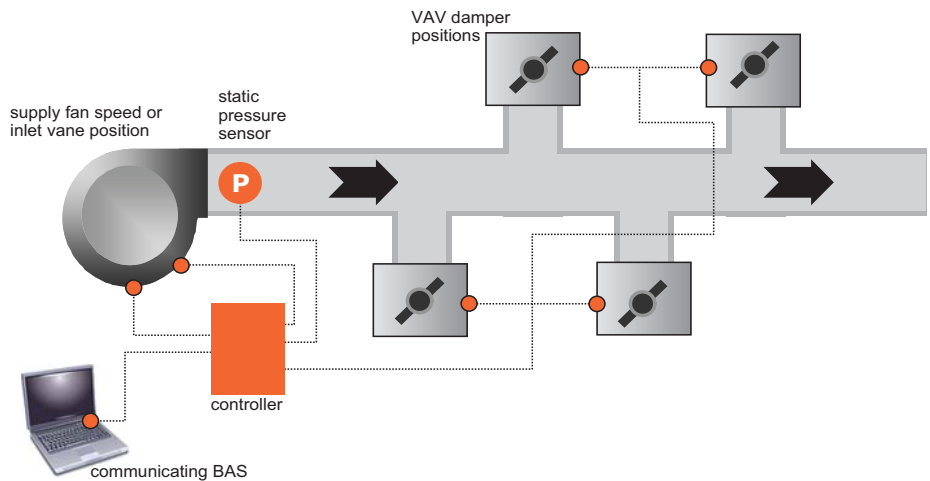 VAV damper
positions
static
pressure
sensor
supply fan speed or
inlet vane position
P
controller
communicating BAS